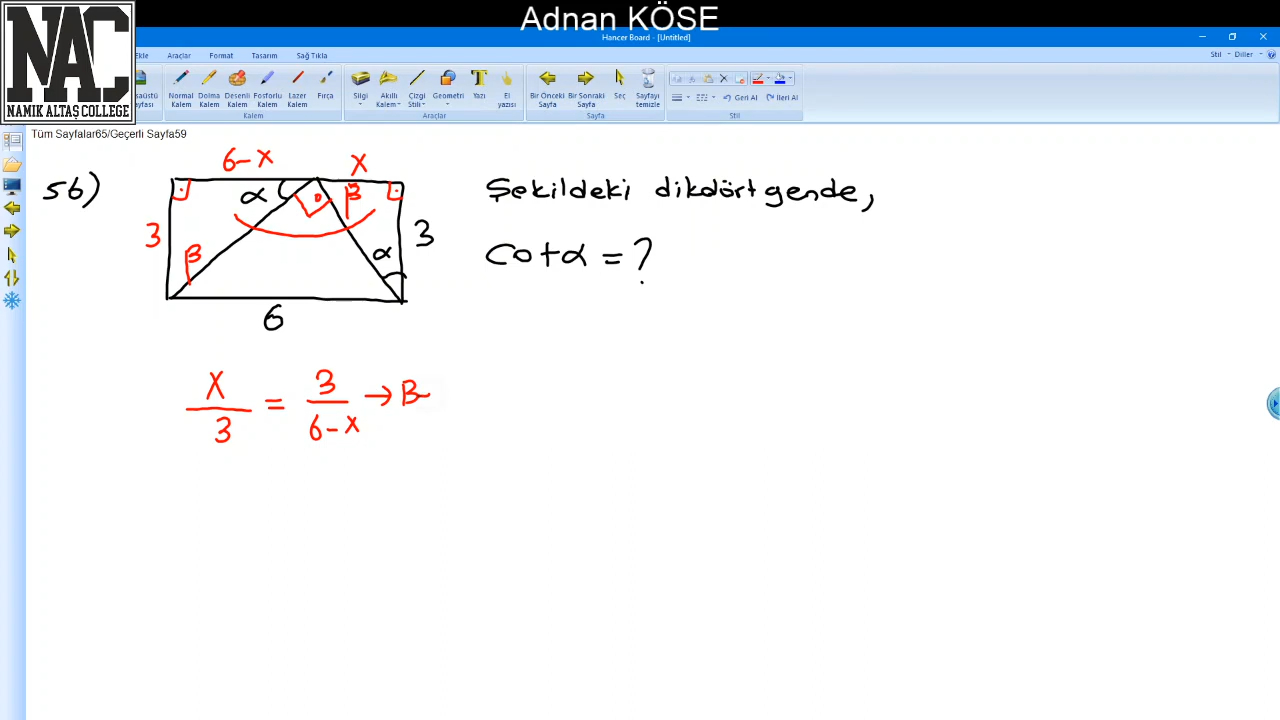 Adnan KÖSE
Hancer Board - [Untitled]
NAC
NAMIK ALTAŞ COLLEGE
Ekle Araçlar Format Tasarım Sağ Tıkla
Stil Diller
Normal Kalem
Dolma Kalem
Desenli Kalem
Fosforlu Kalem
Lazer Kalem
Fırça
Silgi
Akıllı Kalem
Çizgi Stili
Geometri
Yazı
El yazısı
Bir Önceki Sayfa
Bir Sonraki Sayfa
Seç
Sayfayı temizle
Geri Al
İleri Al
Kalem Araçlar Sayfa Stil
Tüm Sayfalar65/Geçerli Sayfa59
56)
6-x x
α β
3 β α 3
6
Şekildeki dikdörtgende,
Cotα = ?
x/3 = 3/(6-x) → β